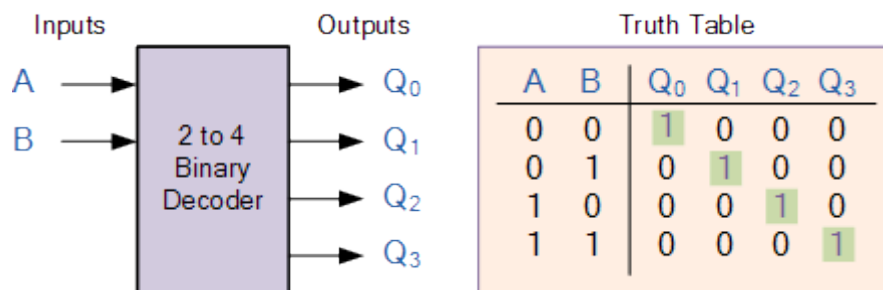 Inputs Outputs
A
B
2 to 4
Binary
Decoder
Q₀
Q₁
Q₂
Q₃
Truth Table
A B Q₀ Q₁ Q₂ Q₃
0 0 1 0 0 0
0 1 0 1 0 0
1 0 0 0 1 0
1 1 0 0 0 1